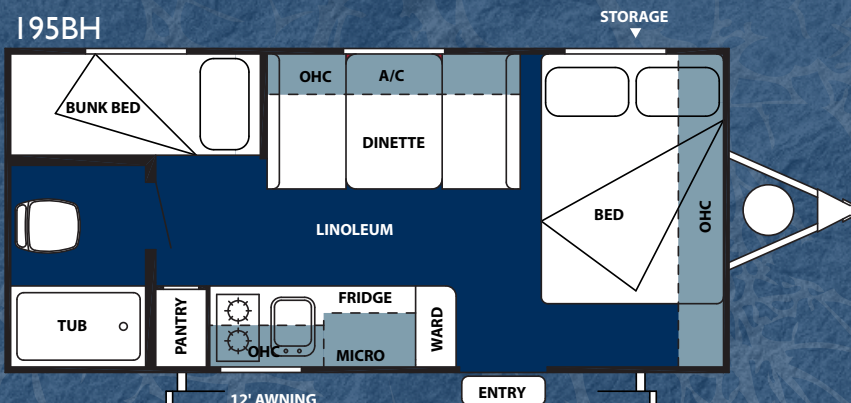 195BH
STORAGE
OHC
A/C
BUNK BED
DINETTE
BED
OHC
LINOLEUM
TUB
PANTRY
FRIDGE
WARD
OHC
MICRO
ENTRY
12' AWNING